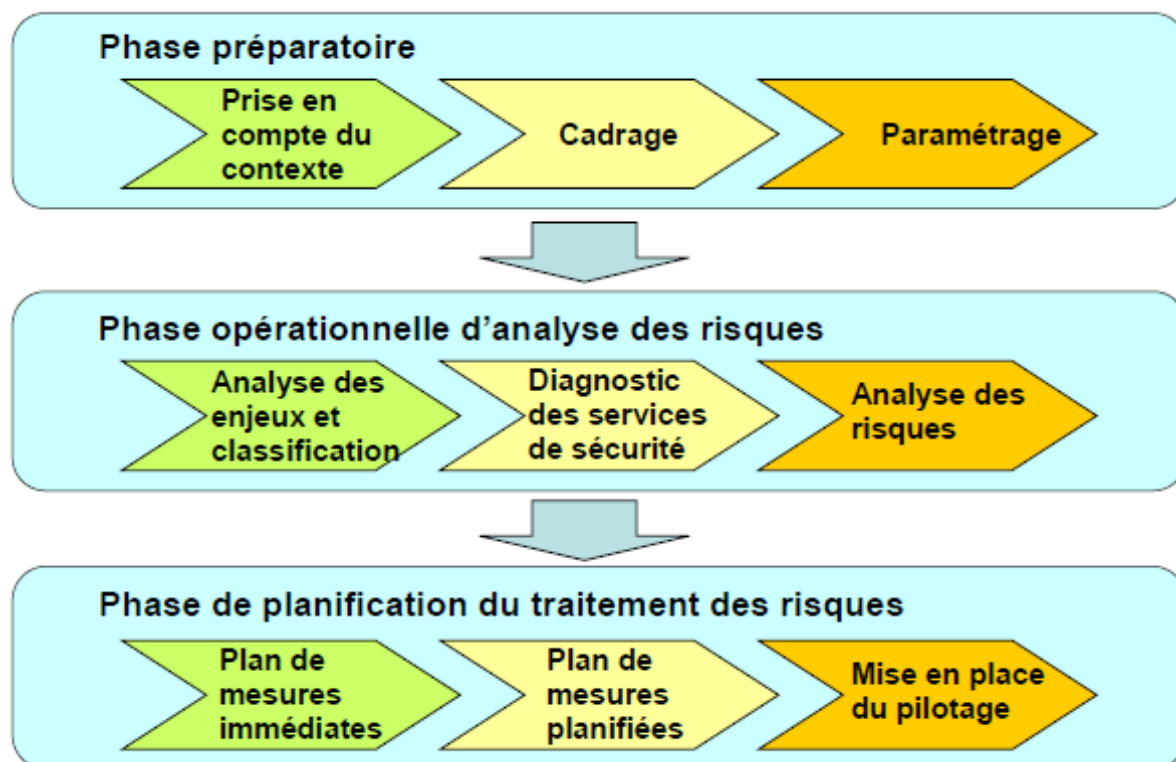 Phase préparatoire
Prise en
compte du
contexte
Cadrage
Paramétrage
Phase opérationnelle d'analyse des risques
Analyse des
enjeux et
classification
Diagnostic
des services
de sécurité
Analyse des
risques
Phase de planification du traitement des risques
Plan de
mesures
immédiates
Plan de
mesures
planifiées
Mise en place
du pilotage